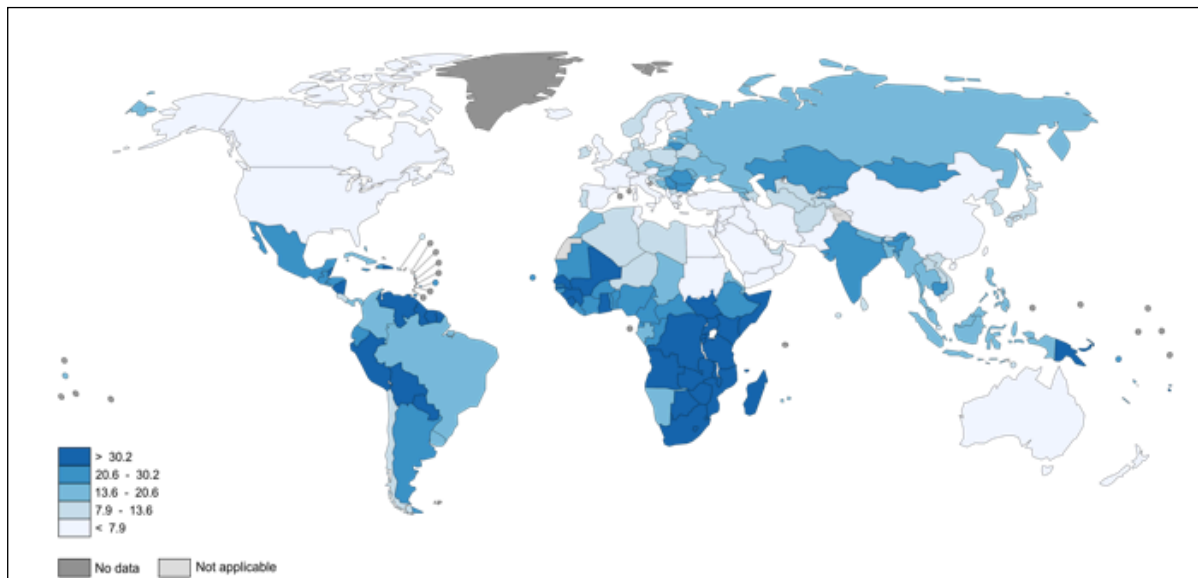 > 30.2
20.6 - 30.2
13.6 - 20.6
7.9 - 13.6
< 7.9
No data
Not applicable